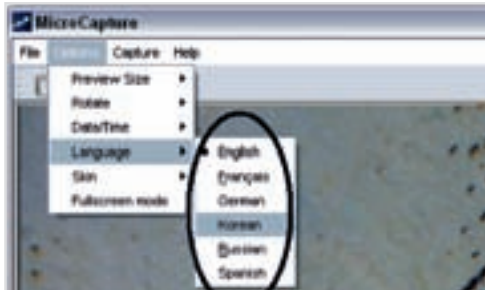 MicroCapture
File Options Capture Help
Preview Size
Rotate
Date/Time
Language
Skin
Fullscreen mode
English
Français
German
Korean
Russian
Spanish